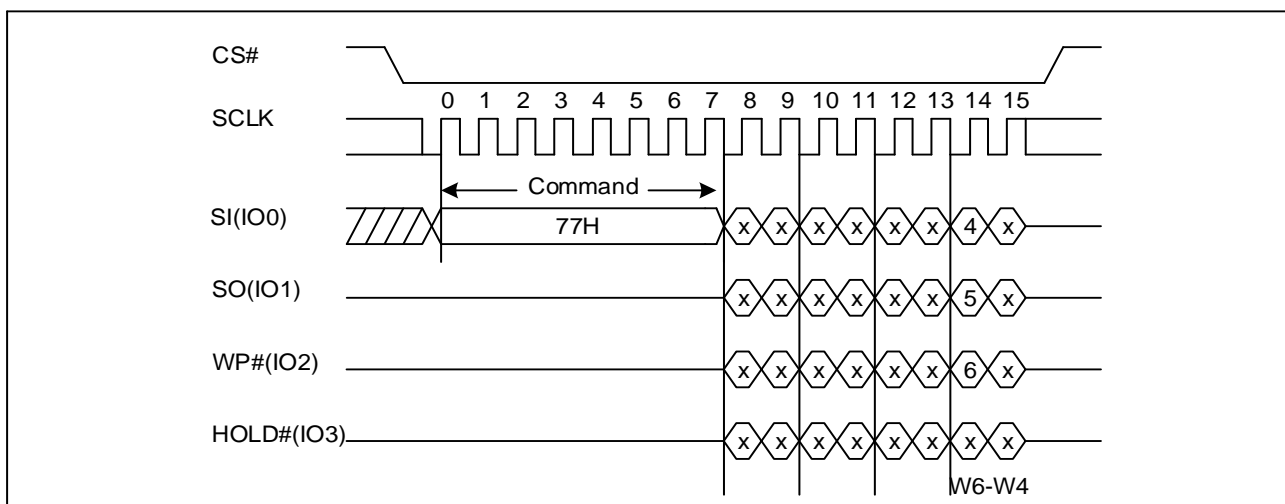 CS#
0 1 2 3 4 5 6 7 8 9 10 11 12 13 14 15
SCLK
Command
SI(IO0) 77H x x x x x x 4 x
SO(IO1) x x x x x x 5 x
WP#(IO2) x x x x x x 6 x
HOLD#(IO3) x x x x x x x x
W6-W4